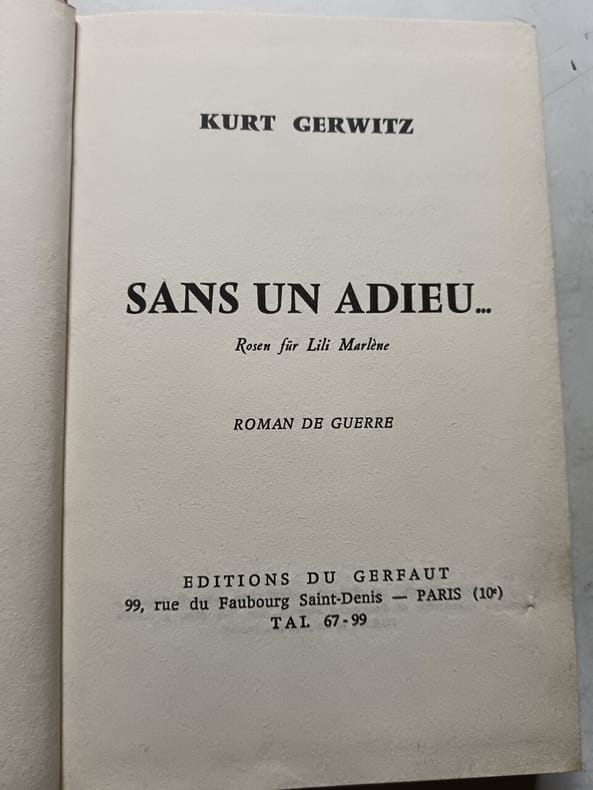 KURT GERWITZ
SANS UN ADIEU...
Rosen für Lili Marlène
ROMAN DE GUERRE
EDITIONS DU GERFAUT
99, rue du Faubourg Saint-Denis — PARIS (10e)
TAI. 67-99